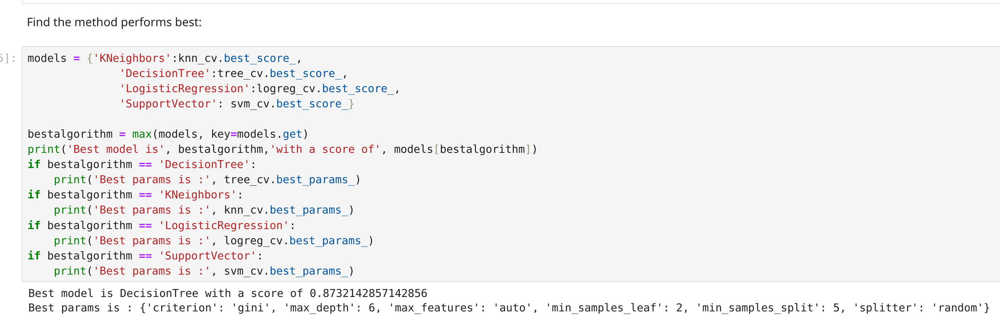 Find the method performs best:
5]:
models = {'KNeighbors':knn_cv.best_score_,
              'DecisionTree':tree_cv.best_score_,
              'LogisticRegression':logreg_cv.best_score_,
              'SupportVector': svm_cv.best_score_}

bestalgorithm = max(models, key=models.get)
print('Best model is', bestalgorithm,'with a score of', models[bestalgorithm])
if bestalgorithm == 'DecisionTree':
    print('Best params is :', tree_cv.best_params_)
if bestalgorithm == 'KNeighbors':
    print('Best params is :', knn_cv.best_params_)
if bestalgorithm == 'LogisticRegression':
    print('Best params is :', logreg_cv.best_params_)
if bestalgorithm == 'SupportVector':
    print('Best params is :', svm_cv.best_params_)
Best model is DecisionTree with a score of 0.8732142857142856
Best params is : {'criterion': 'gini', 'max_depth': 6, 'max_features': 'auto', 'min_samples_leaf': 2, 'min_samples_split': 5, 'splitter': 'random'}